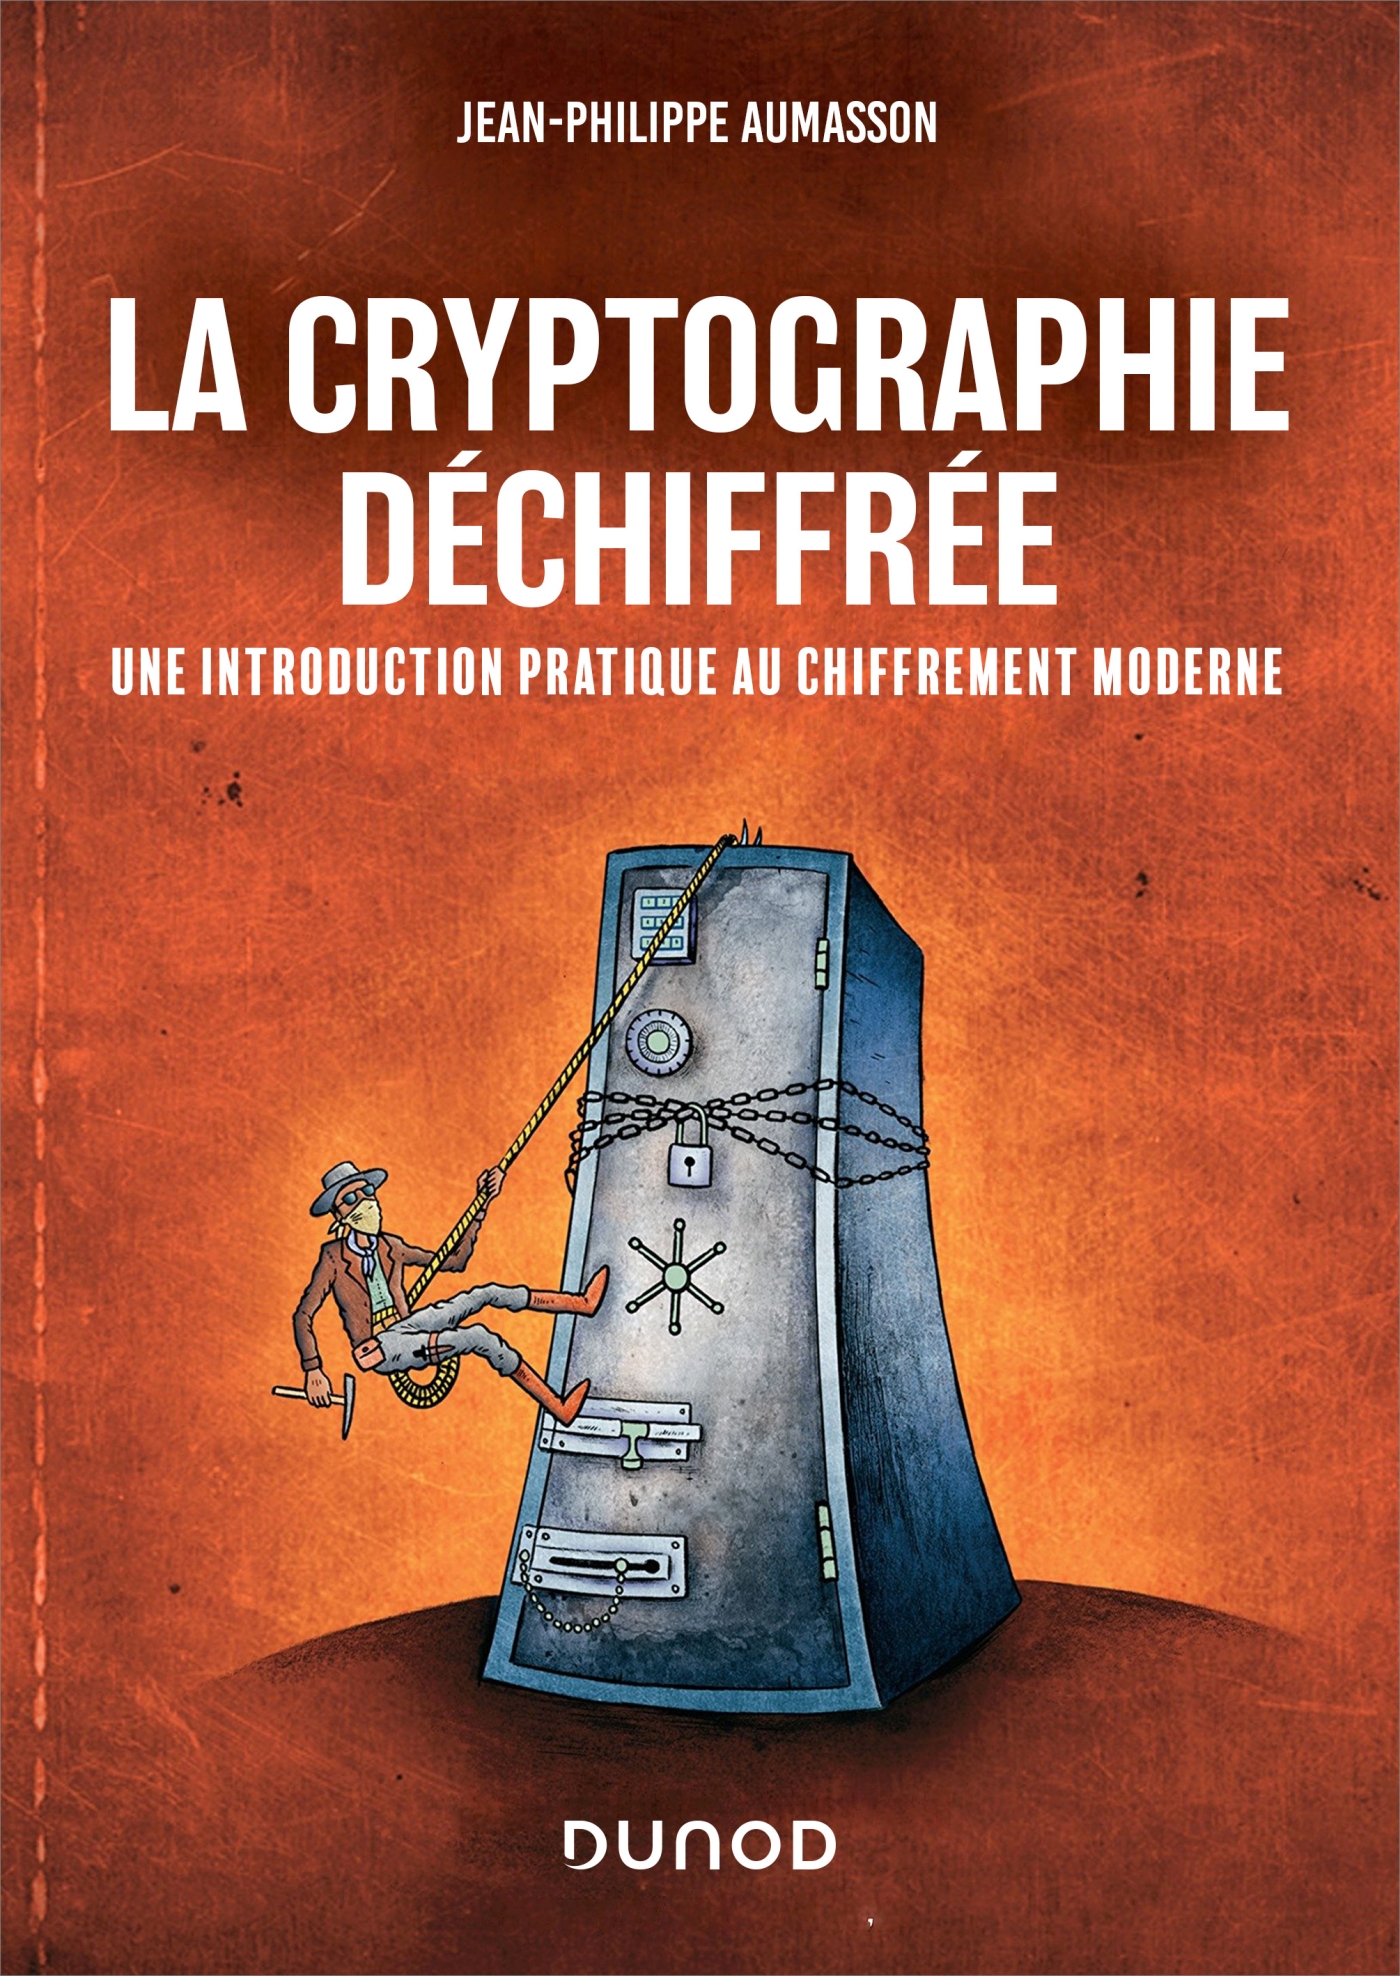 JEAN-PHILIPPE AUMASSON
LA CRYPTOGRAPHIE
DÉCHIFFRÉE
UNE INTRODUCTION PRATIQUE AU CHIFFREMENT MODERNE
DUNOD
,